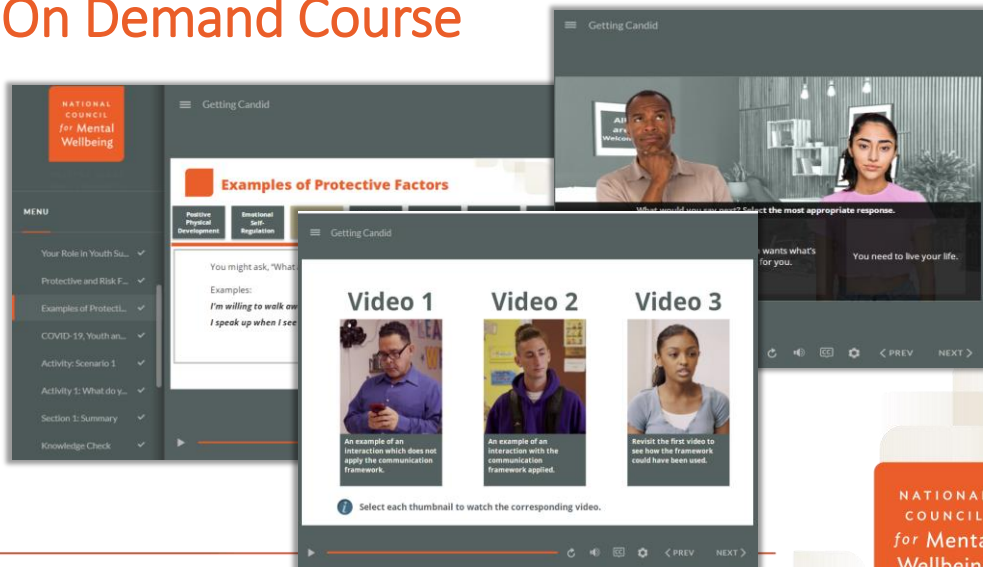 On Demand Course
NATIONAL
COUNCIL
for Mental
Wellbeing
MENU
Your Role in Youth Su...
Protective and Risk F...
Examples of Protecti...
COVID-19, Youth an...
Activity: Scenario 1
Activity 1: What do y...
Section 1: Summary
Knowledge Check
Getting Candid
Examples of Protective Factors
Positive
Physical
Development
Emotional
Self-
Regulation
You might ask, "What
Examples:
I'm willing to walk
I speak up when I see
Getting Candid
Video 1
Video 2
Video 3
An example of an
interaction which does not
apply the communication
framework.
An example of an
interaction with the
communication
framework applied.
Revisit the first video to
see how the framework
could have been used.
i Select each thumbnail to watch the corresponding video.
CC
< PREV
NEXT >
Getting Candid
What would you say next? Select the most appropriate response.
wants what's
for you.
You need to live your life.
CC
< PREV
NEXT >
NATIONAL
COUNCIL
for Mental
Wellbeing